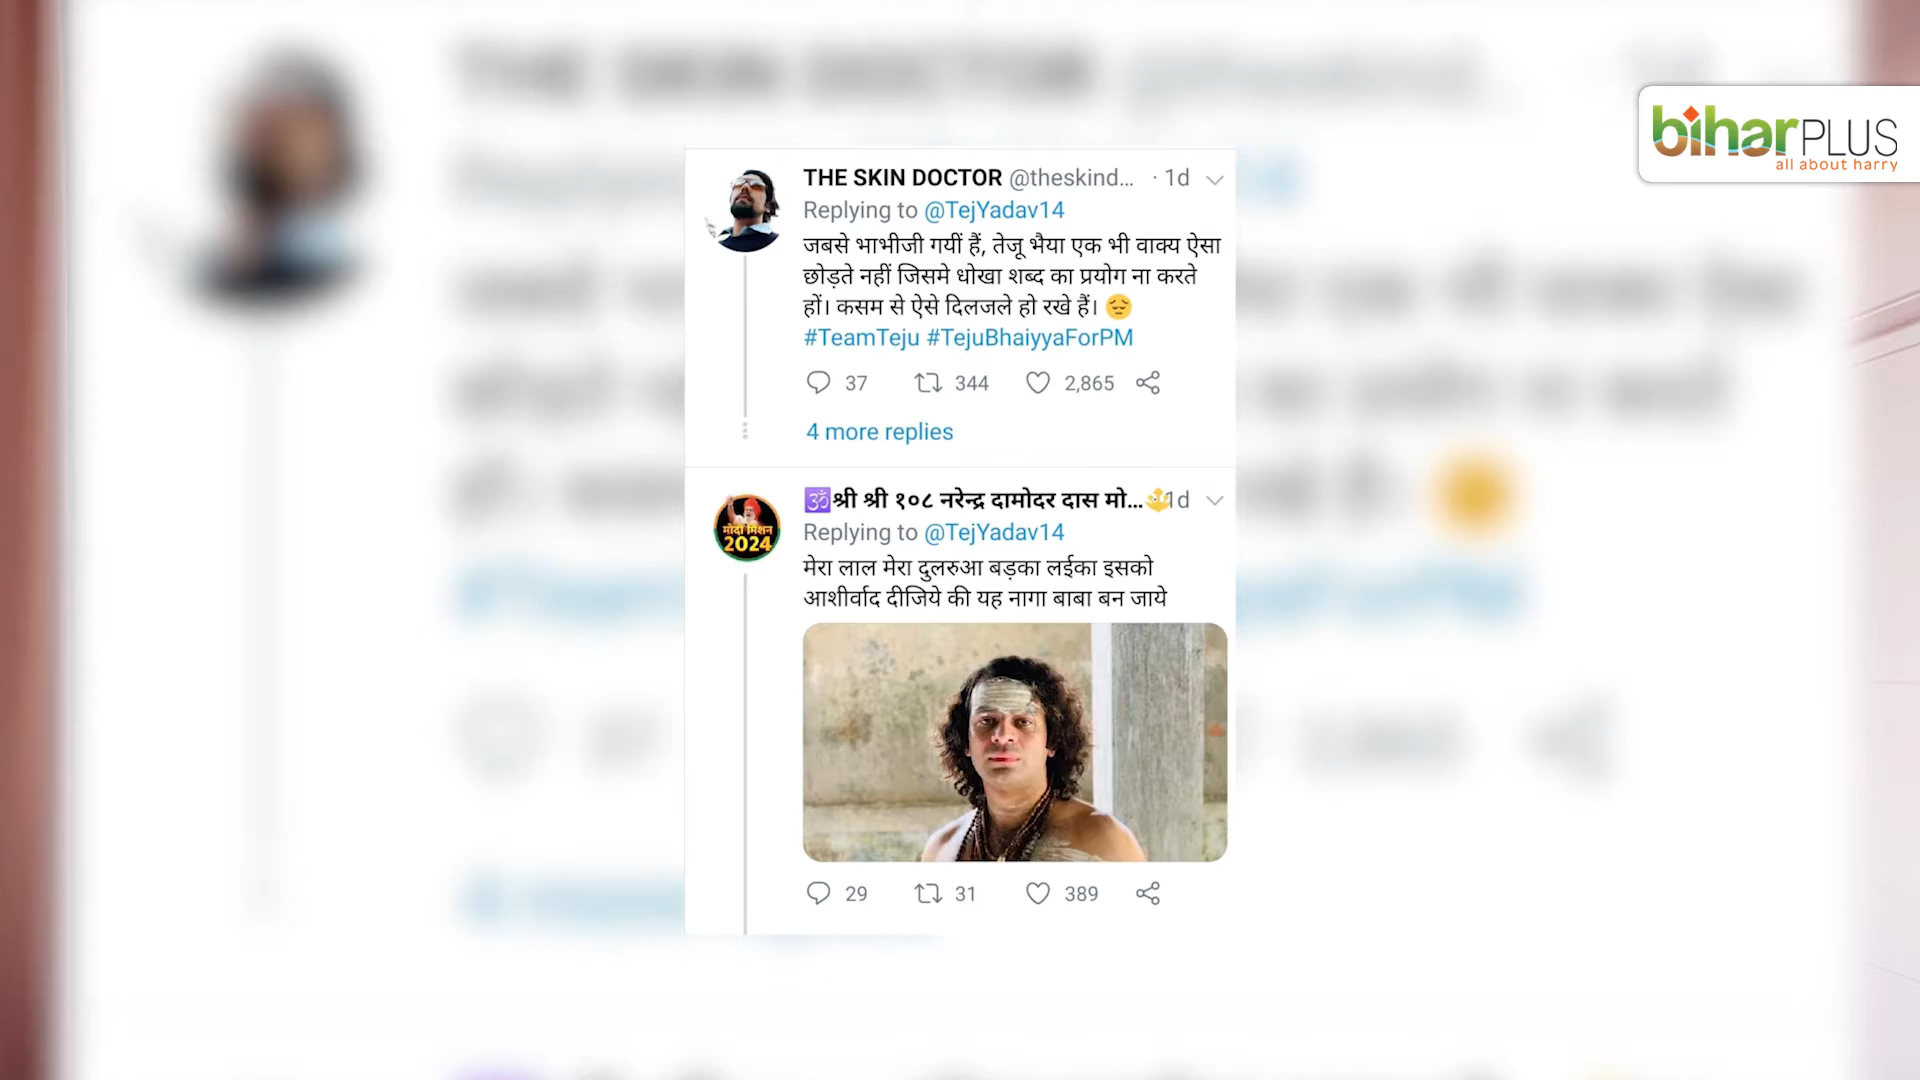 THE SKIN DOCTOR @theskind... · 1d
Replying to @TejYadav14
जबसे भाभीजी गयीं हैं, तेजू भैया एक भी वाक्य ऐसा
छोड़ते नहीं जिसमे धोखा शब्द का प्रयोग ना करते
हों। कसम से ऐसे दिलजले हो रखे हैं। 😔
#TeamTeju #TejuBhaiyyaForPM
37 344 2,865
4 more replies
🕉श्री श्री १०८ नरेन्द्र दामोदर दास मो... 1d
मोदी मिशन
2024
Replying to @TejYadav14
मेरा लाल मेरा दुलरुआ बड़का लईका इसको
आशीर्वाद दीजिये की यह नागा बाबा बन जाये
29 31 389
biharPLUS
all about harry